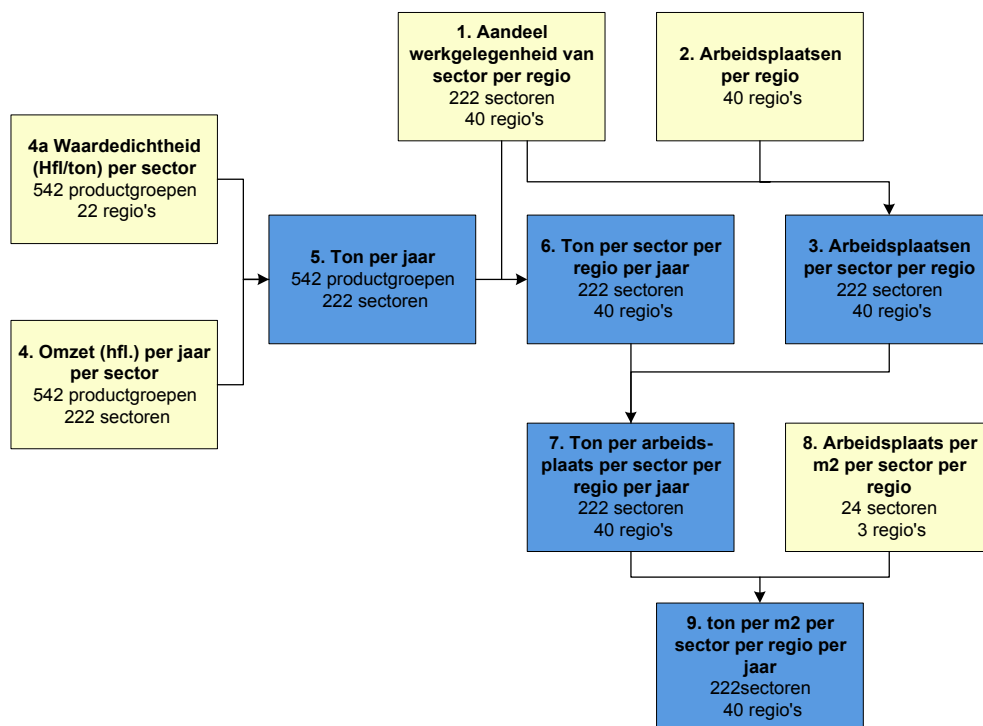 1. Aandeel
werkgelegenheid van
sector per regio
222 sectoren
40 regio's
2. Arbeidsplaatsen
per regio
40 regio's
4a Waardedichtheid
(Hfl/ton) per sector
542 productgroepen
22 regio's
5. Ton per jaar
542 productgroepen
222 sectoren
6. Ton per sector per
regio per jaar
222 sectoren
40 regio's
3. Arbeidsplaatsen
per sector per regio
222 sectoren
40 regio's
4. Omzet (hfl.) per jaar
per sector
542 productgroepen
222 sectoren
7. Ton per arbeids-
plaats per sector per
regio per jaar
222 sectoren
40 regio's
8. Arbeidsplaats per
m2 per sector per
regio
24 sectoren
3 regio's
9. ton per m2 per
sector per regio per
jaar
222sectoren
40 regio's